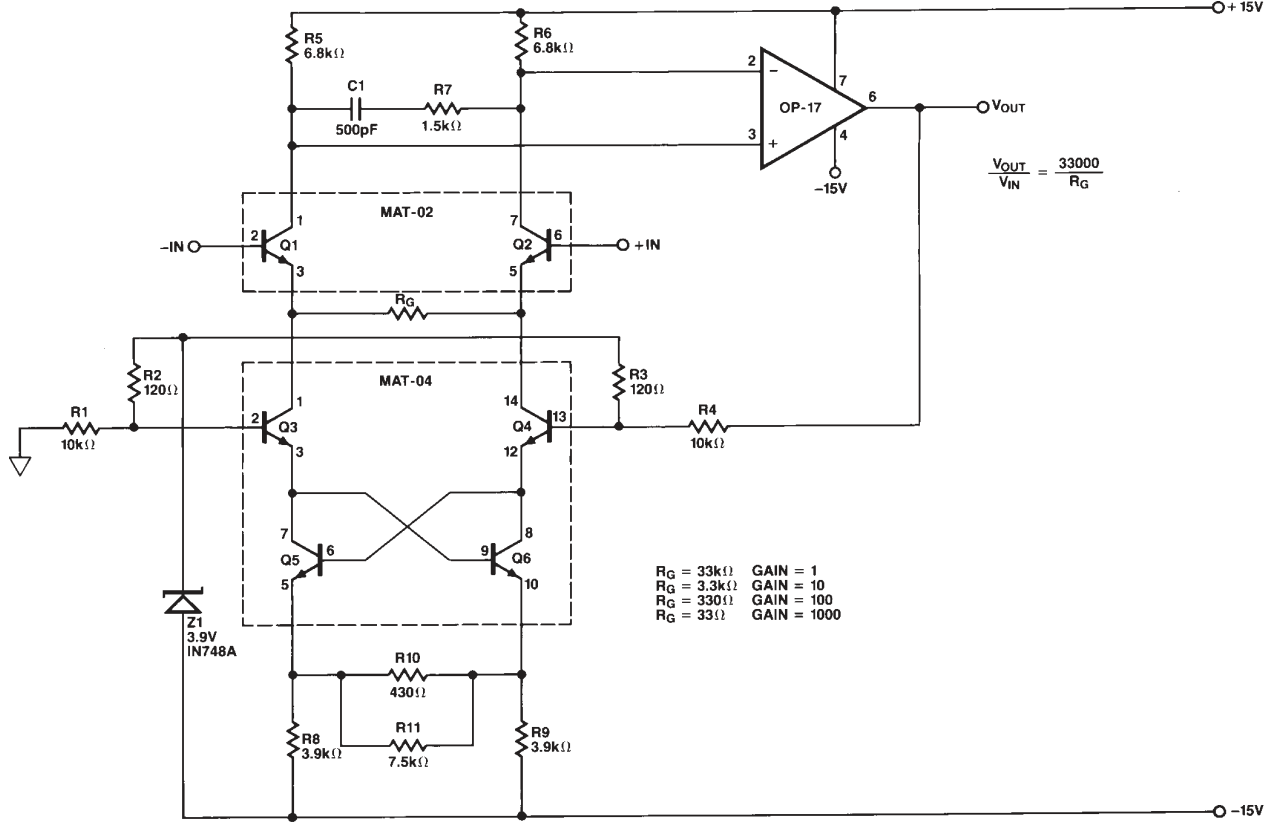 +15V
R5
6.8kΩ
R6
6.8kΩ
C1
500pF
R7
1.5kΩ
2
−
3
+
OP-17
7
6
4
−15V
VOUT
VOUT
VIN
=
33000
RG
MAT-02
1
7
−IN
2
Q1
3
Q2
6
5
+IN
RG
R2
120Ω
R3
120Ω
MAT-04
R1
10kΩ
1
2
Q3
3
14
13
Q4
12
R4
10kΩ
7
6
Q5
5
8
9
Q6
10
RG = 33kΩ GAIN = 1
RG = 3.3kΩ GAIN = 10
RG = 330Ω GAIN = 100
RG = 33Ω GAIN = 1000
Z1
3.9V
IN748A
R10
430Ω
R11
7.5kΩ
R8
3.9kΩ
R9
3.9kΩ
−15V